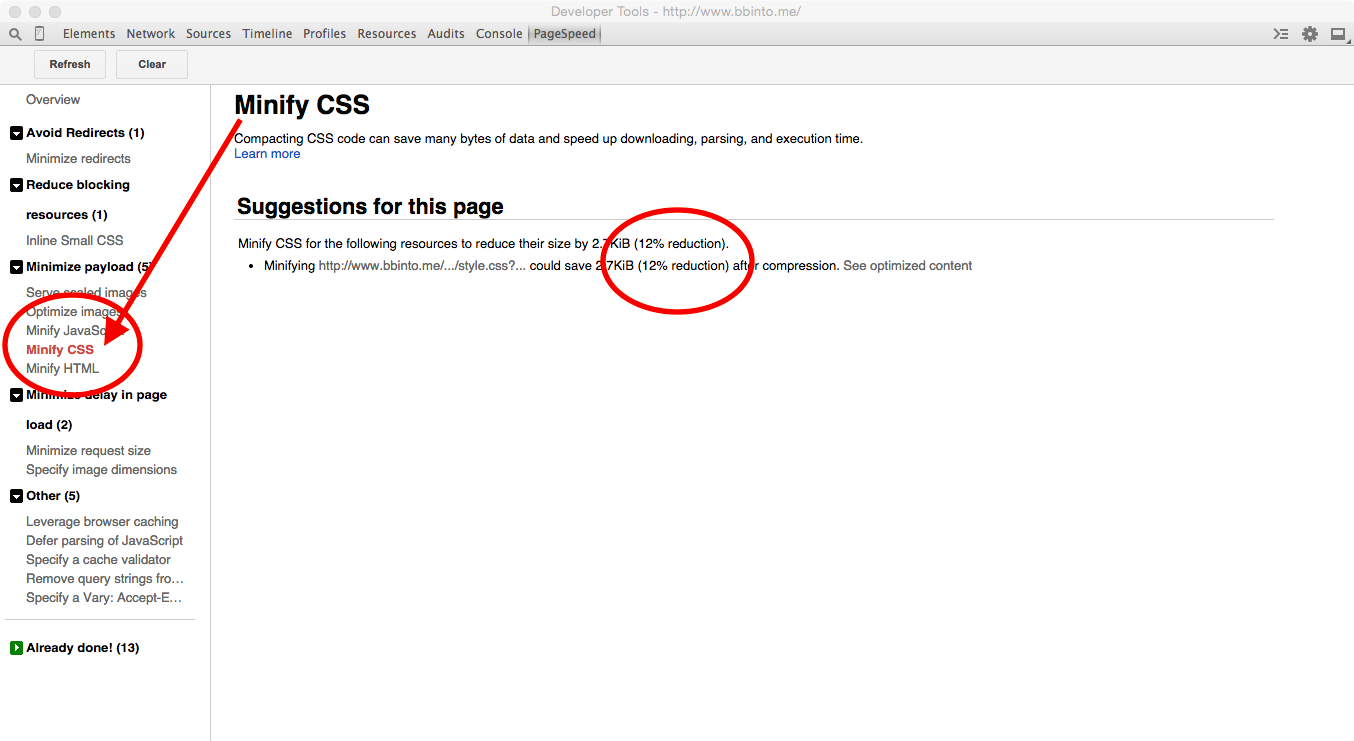 Developer Tools - http://www.bbinto.me/
Elements Network Sources Timeline Profiles Resources Audits Console PageSpeed
Refresh Clear
Overview
Avoid Redirects (1)
Minimize redirects
Reduce blocking
resources (1)
Inline Small CSS
Minimize payload (5)
Serve scaled images
Optimize images
Minify JavaScript
Minify CSS
Minify HTML
Minimize delay in page
load (2)
Minimize request size
Specify image dimensions
Other (5)
Leverage browser caching
Defer parsing of JavaScript
Specify a cache validator
Remove query strings fro...
Specify a Vary: Accept-E...
Already done! (13)
Minify CSS
Compacting CSS code can save many bytes of data and speed up downloading, parsing, and execution time.
Learn more
Suggestions for this page
Minify CSS for the following resources to reduce their size by 2.7KiB (12% reduction).
• Minifying http://www.bbinto.me/.../style.css?... could save 2.7KiB (12% reduction) after compression. See optimized content